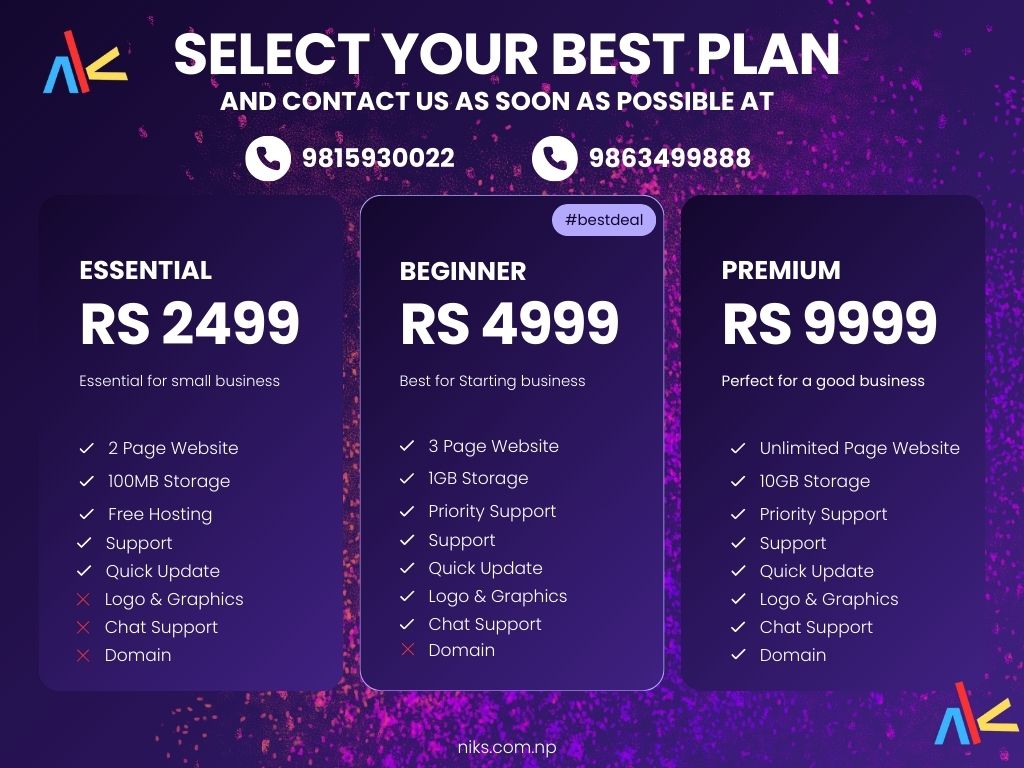 SELECT YOUR BEST PLAN
AND CONTACT US AS SOON AS POSSIBLE AT
9815930022
9863499888
ESSENTIAL
RS 2499
Essential for small business
2 Page Website
100MB Storage
Free Hosting
Support
Quick Update
Logo & Graphics
Chat Support
Domain
#bestdeal
BEGINNER
RS 4999
Best for Starting business
3 Page Website
1GB Storage
Priority Support
Support
Quick Update
Logo & Graphics
Chat Support
Domain
PREMIUM
RS 9999
Perfect for a good business
Unlimited Page Website
10GB Storage
Priority Support
Support
Quick Update
Logo & Graphics
Chat Support
Domain
niks.com.np